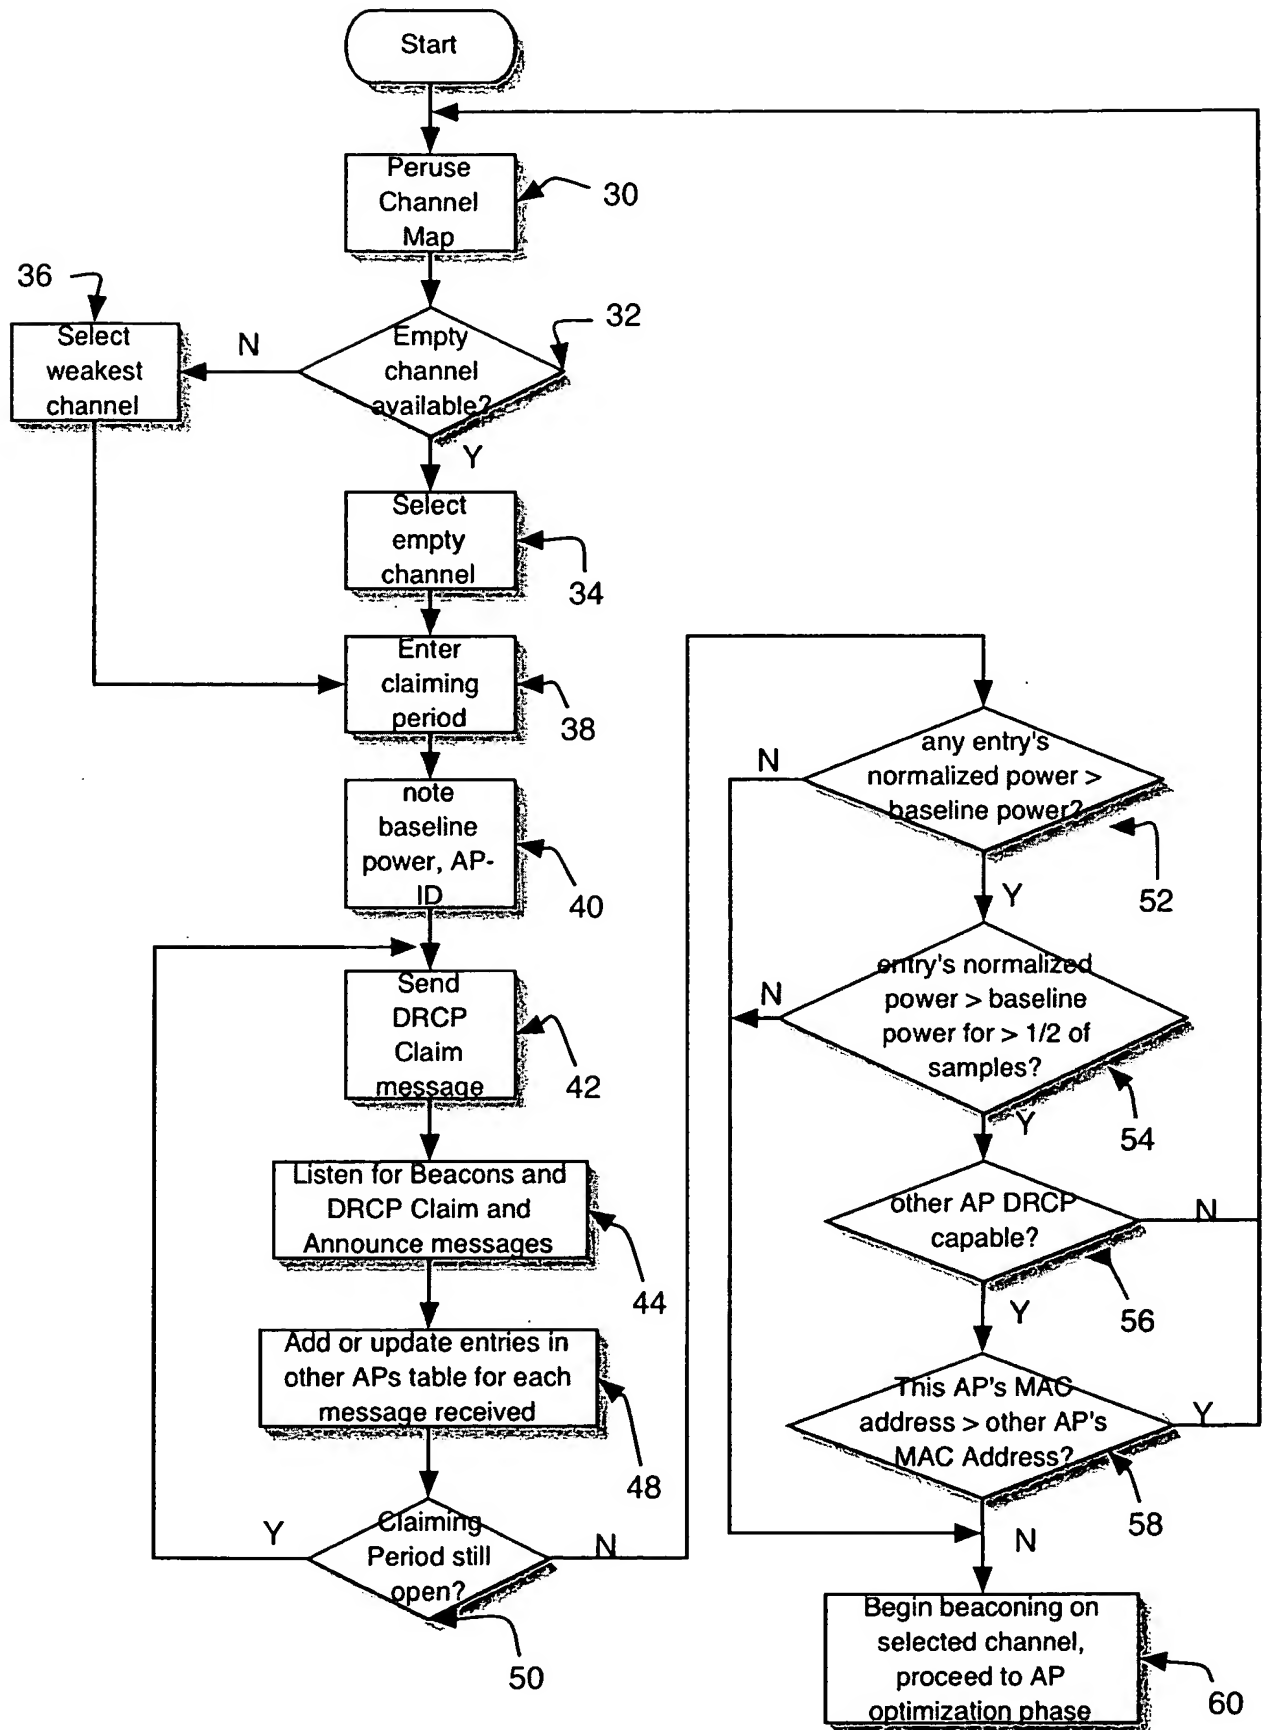 Start
Peruse
Channel
Map
30
36
Select
weakest
channel
N
Empty
channel
available?
32
Y
Select
empty
channel
34
Enter
claiming
period
38
note
baseline
power, AP-
ID
40
Send
DRCP
Claim
message
42
Listen for Beacons and
DRCP Claim and
Announce messages
44
Add or update entries in
other APs table for each
message received
48
Y
Claiming
Period still
open?
N
50
N
any entry's
normalized power >
baseline power?
52
Y
N
entry's normalized
power > baseline
power for > 1/2 of
samples?
54
Y
other AP DRCP
capable?
N
56
Y
This AP's MAC
address > other AP's
MAC Address?
Y
58
N
Begin beaconing on
selected channel,
proceed to AP
optimization phase
60